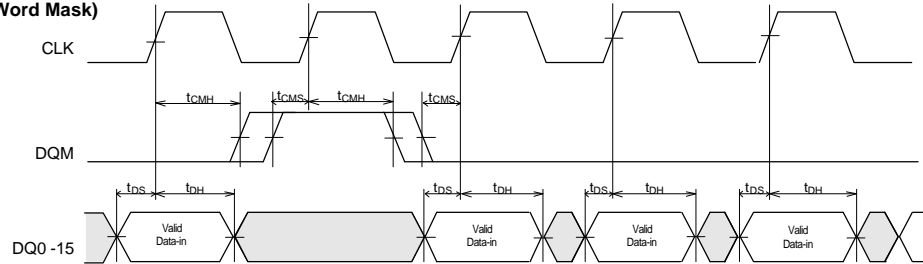 Word Mask)
CLK
tCMH tCMS tCMH tCMS
DQM
tDS tDH tDS tDH tDS tDH tDS tDH
Valid Data-in Valid Data-in Valid Data-in Valid Data-in
DQ0 -15